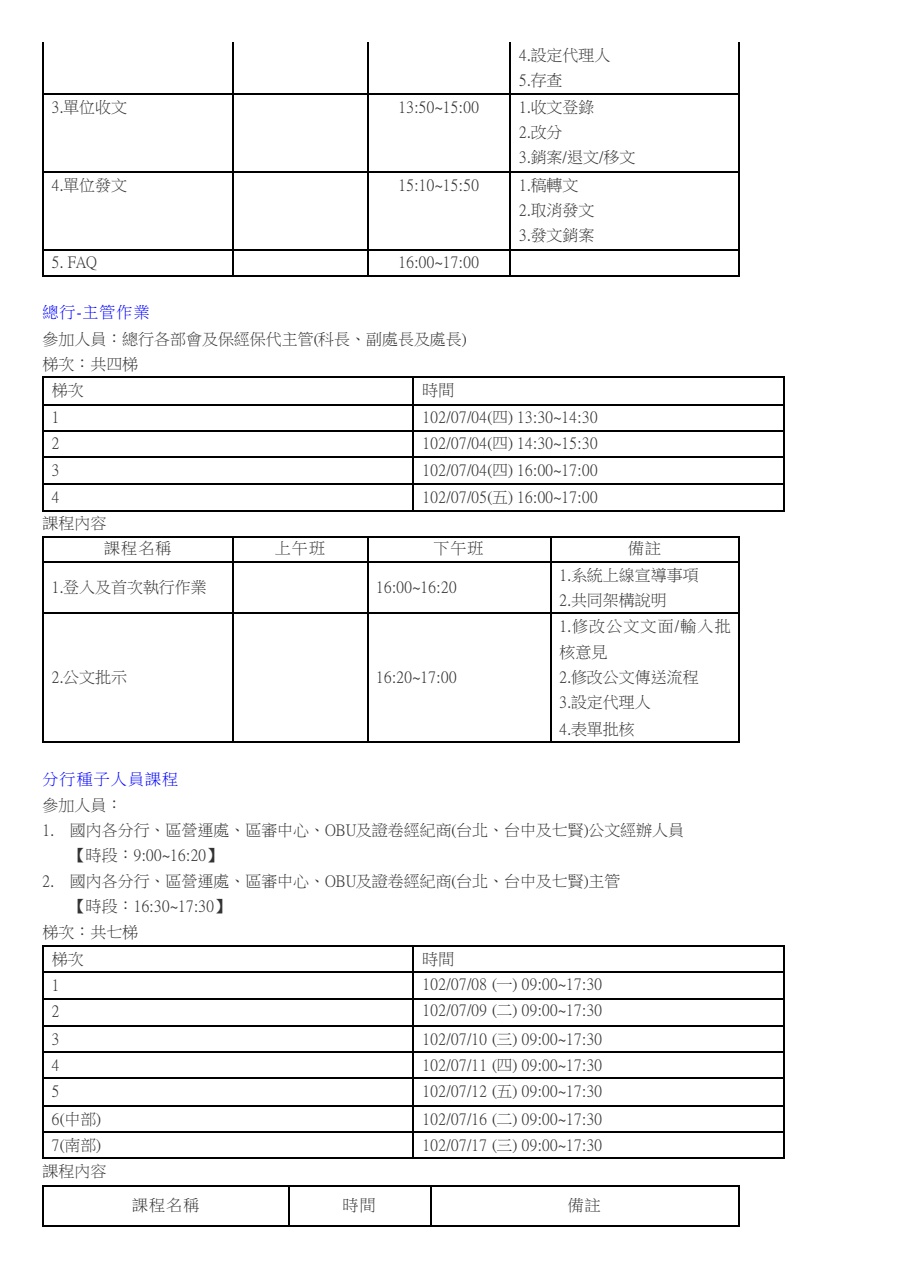 4.設定代理人
5.存查
3.單位收文 13:50~15:00 1.收文登錄
2.改分
3.銷案/退文/移文
4.單位發文 15:10~15:50 1.稿轉文
2.取消發文
3.發文銷案
5. FAQ 16:00~17:00
總行-主管作業
參加人員：總行各部會及保經保代主管(科長、副處長及處長)
梯次：共四梯
梯次 時間
1 102/07/04(四) 13:30~14:30
2 102/07/04(四) 14:30~15:30
3 102/07/04(四) 16:00~17:00
4 102/07/05(五) 16:00~17:00
課程內容
課程名稱 上午班 下午班 備註
1.登入及首次執行作業 16:00~16:20 1.系統上線宣導事項
2.共同架構說明
1.修改公文文面/輸入批
核意見
2.公文批示 16:20~17:00 2.修改公文傳送流程
3.設定代理人
4.表單批核
分行種子人員課程
參加人員：
1. 國內各分行、區營運處、區審中心、OBU及證卷經紀商(台北、台中及七賢)公文經辦人員
【時段：9:00~16:20】
2. 國內各分行、區營運處、區審中心、OBU及證卷經紀商(台北、台中及七賢)主管
【時段：16:30~17:30】
梯次：共七梯
梯次 時間
1 102/07/08 (一) 09:00~17:30
2 102/07/09 (二) 09:00~17:30
3 102/07/10 (三) 09:00~17:30
4 102/07/11 (四) 09:00~17:30
5 102/07/12 (五) 09:00~17:30
6(中部) 102/07/16 (二) 09:00~17:30
7(南部) 102/07/17 (三) 09:00~17:30
課程內容
課程名稱 時間 備註